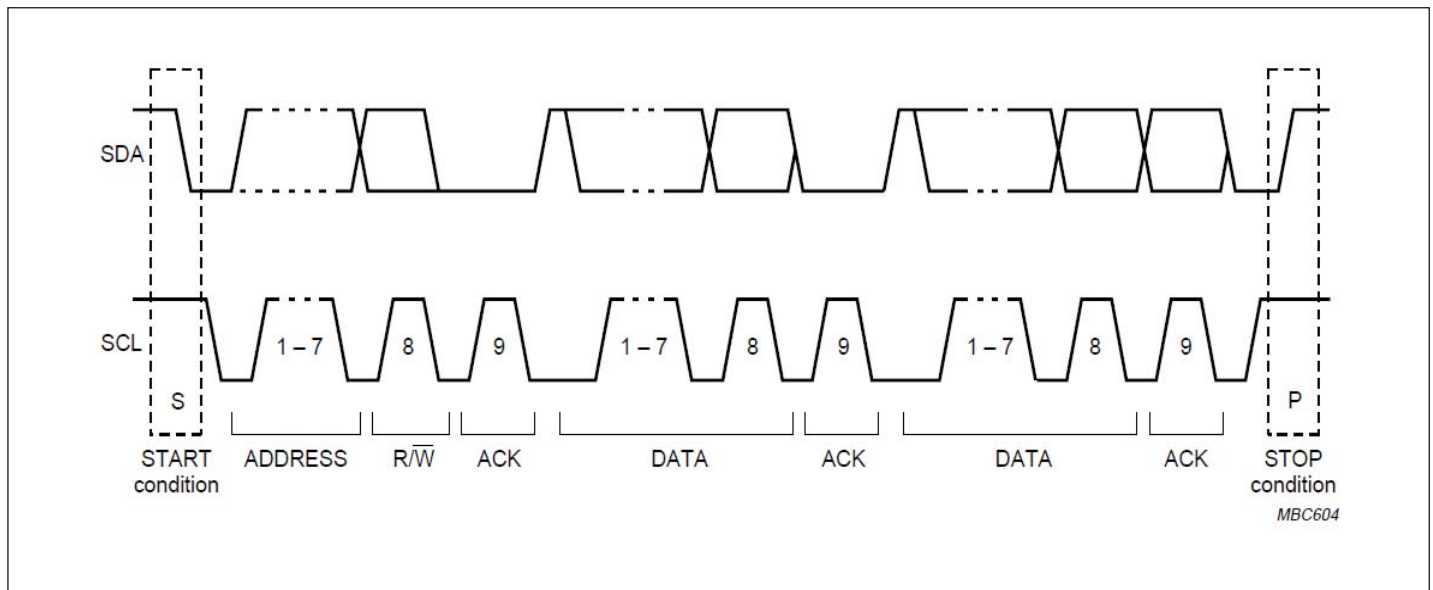 SDA
SCL
1 – 7 8 9 1 – 7 8 9 1 – 7 8 9
S P
START condition ADDRESS R/W̅ ACK DATA ACK DATA ACK STOP condition
MBC604